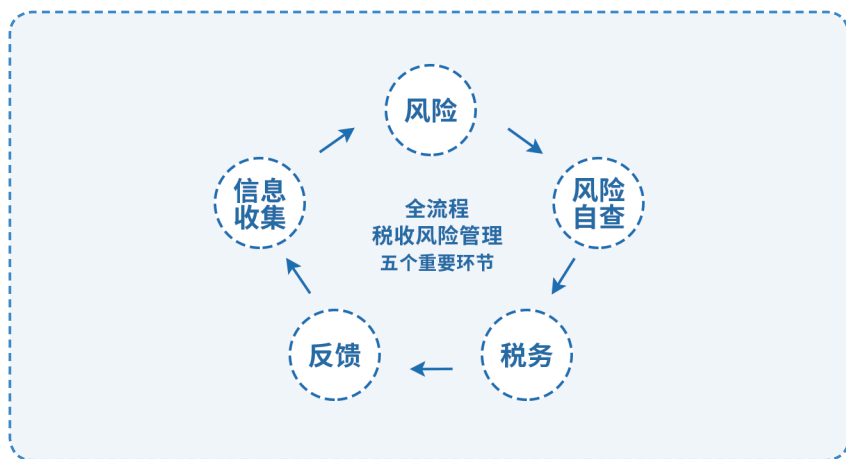 风险
信息
收集
风险
自查
全流程
税收风险管理
五个重要环节
反馈
税务